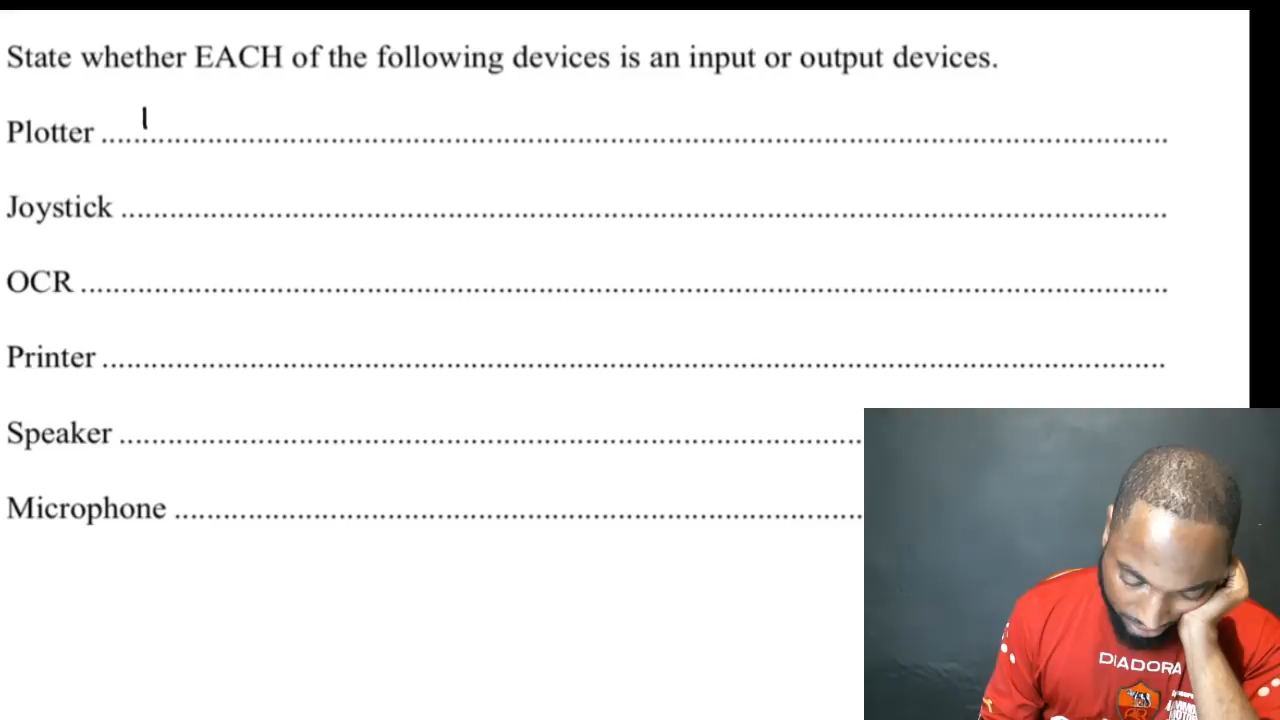 State whether EACH of the following devices is an input or output devices.
Plotter ..........
Joystick ..........
OCR ..........
Printer ..........
Speaker ..........
Microphone ..........
DIADORA